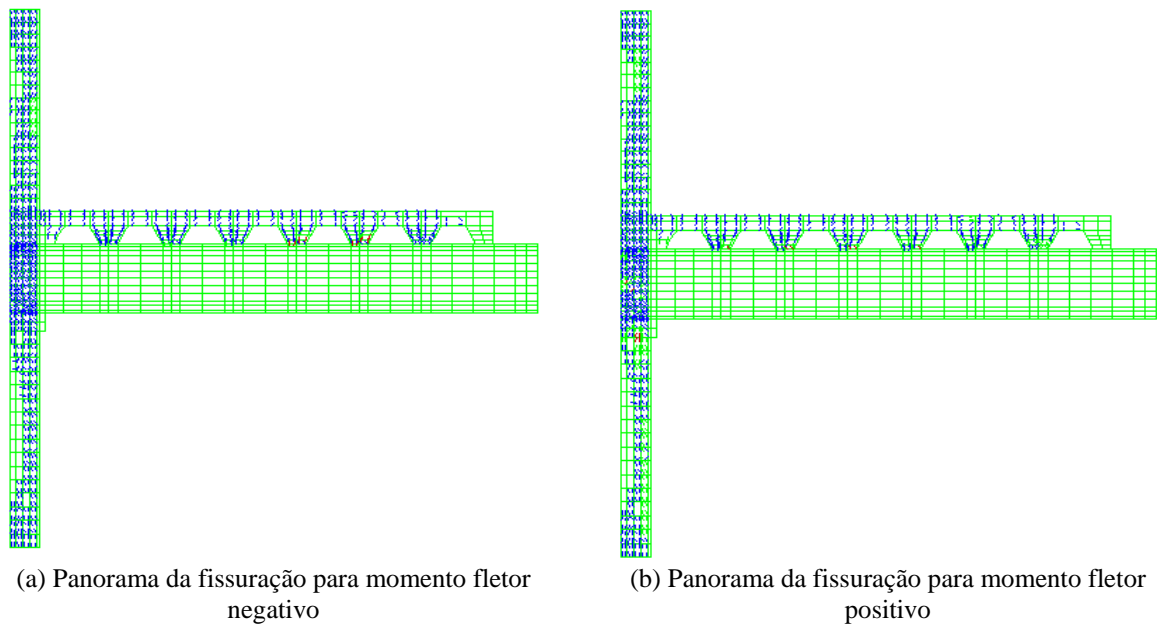 (a) Panorama da fissuração para momento fletor
negativo
(b) Panorama da fissuração para momento fletor
positivo